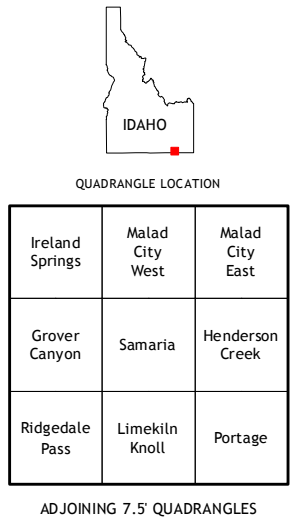 IDAHO
QUADRANGLE LOCATION
Ireland
Springs
Malad
City
West
Malad
City
East
Grover
Canyon
Samaria
Henderson
Creek
Ridgedale
Pass
Limekiln
Knoll
Portage
ADJOINING 7.5' QUADRANGLES